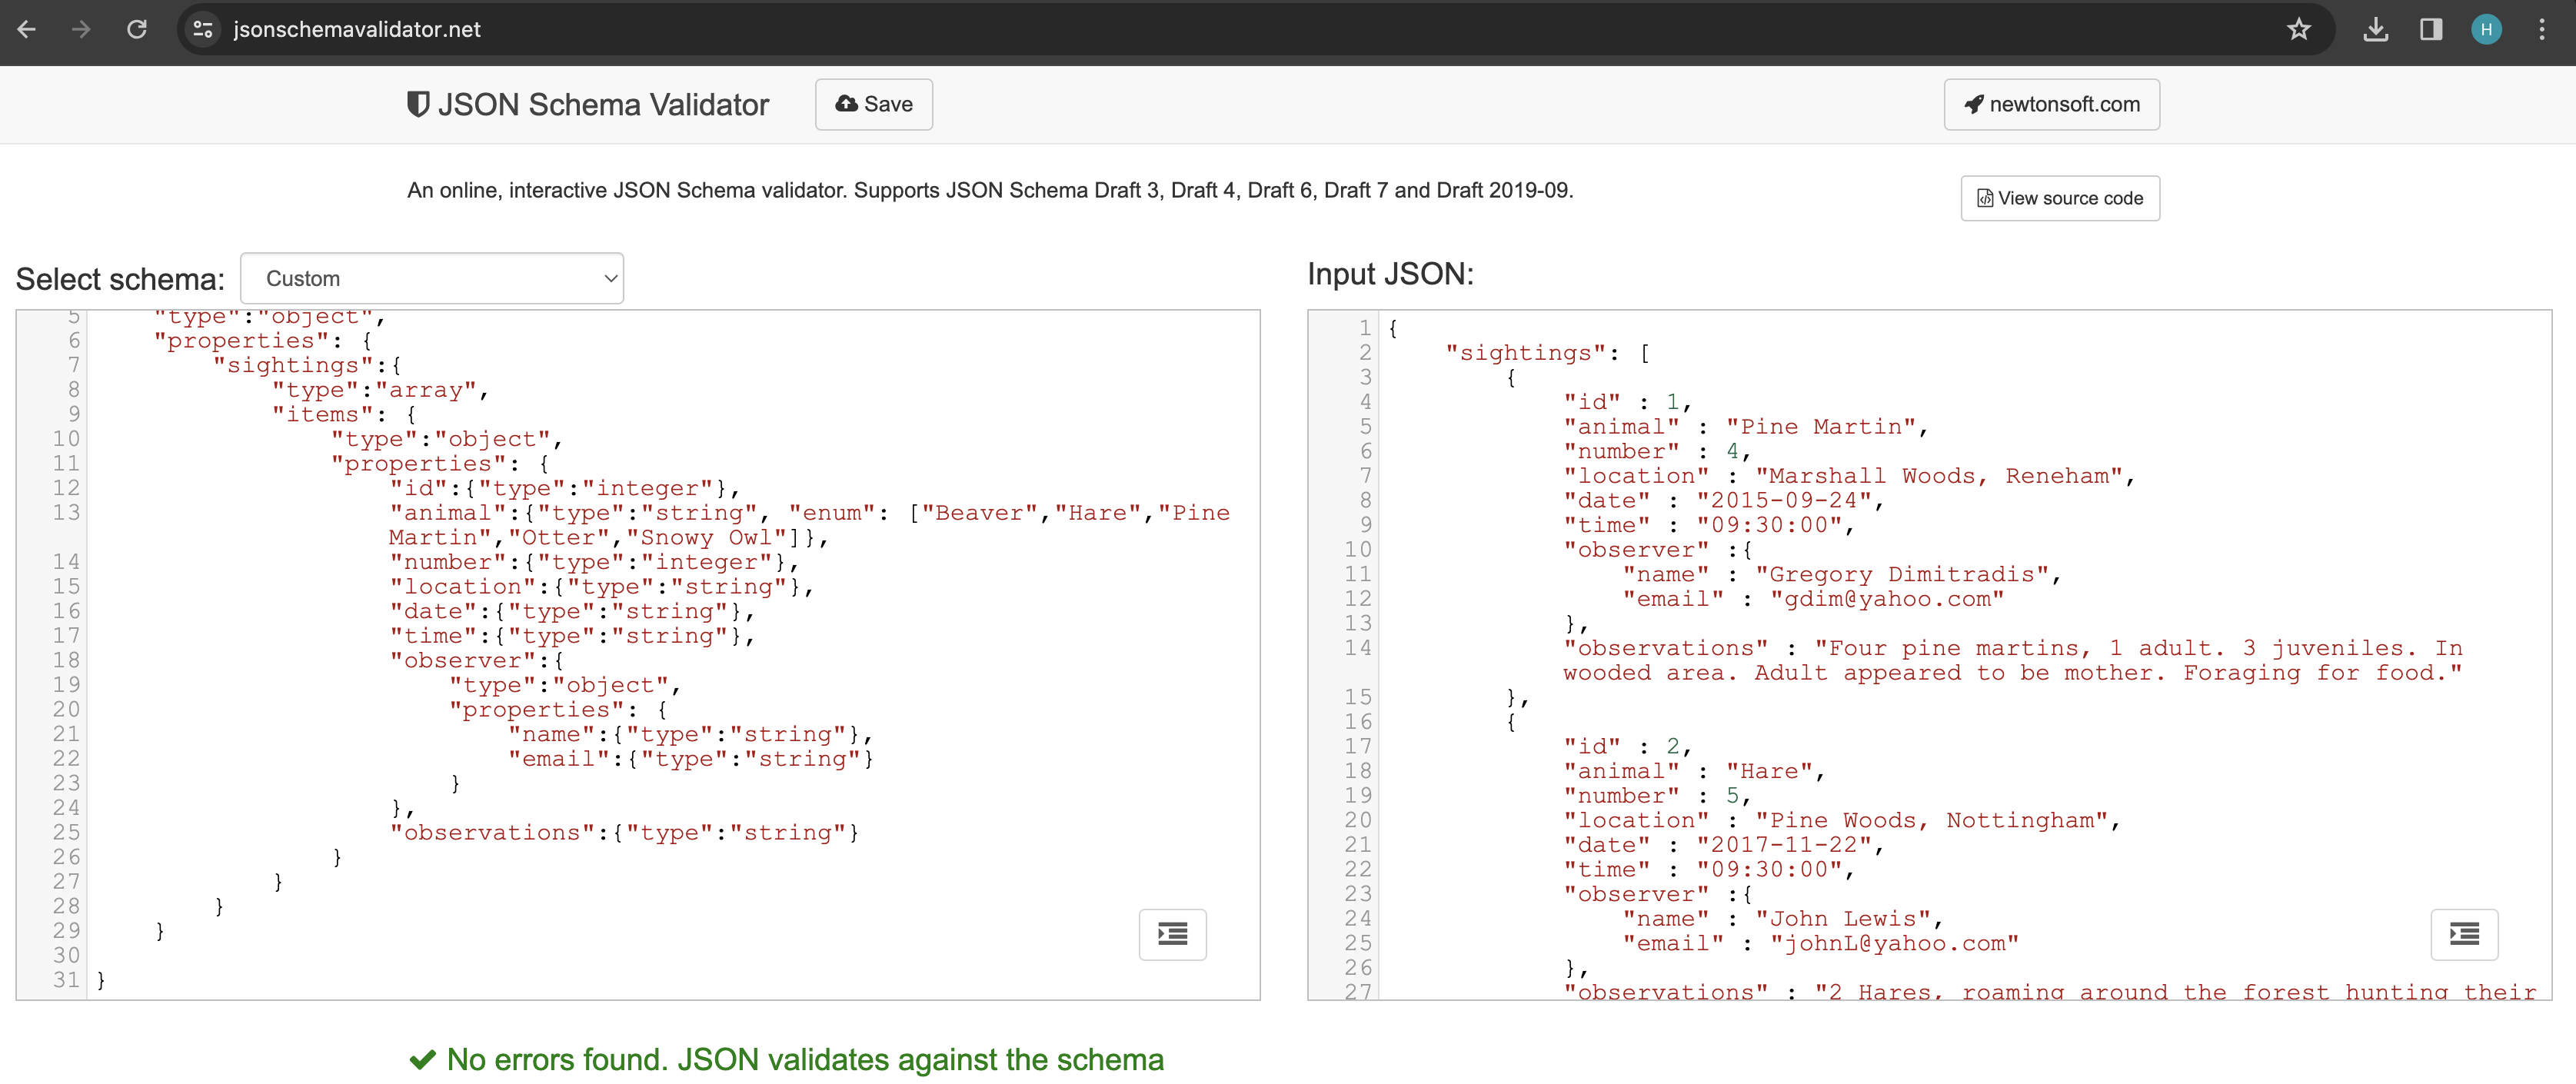 jsonschemavalidator.net
H
JSON Schema Validator
Save
newtonsoft.com
An online, interactive JSON Schema validator. Supports JSON Schema Draft 3, Draft 4, Draft 6, Draft 7 and Draft 2019-09.
View source code
Select schema:
Custom
5 "type":"object",
6 "properties": {
7 "sightings":{
8 "type":"array",
9 "items": {
10 "type":"object",
11 "properties": {
12 "id":{"type":"integer"},
13 "animal":{"type":"string", "enum": ["Beaver","Hare","Pine
Martin","Otter","Snowy Owl"]},
14 "number":{"type":"integer"},
15 "location":{"type":"string"},
16 "date":{"type":"string"},
17 "time":{"type":"string"},
18 "observer":{
19 "type":"object",
20 "properties": {
21 "name":{"type":"string"},
22 "email":{"type":"string"}
23 }
24 },
25 "observations":{"type":"string"}
26 }
27 }
28 }
29 }
30
31 }
Input JSON:
1 {
2 "sightings": [
3 {
4 "id" : 1,
5 "animal" : "Pine Martin",
6 "number" : 4,
7 "location" : "Marshall Woods, Reneham",
8 "date" : "2015-09-24",
9 "time" : "09:30:00",
10 "observer" :{
11 "name" : "Gregory Dimitradis",
12 "email" : "gdim@yahoo.com"
13 },
14 "observations" : "Four pine martins, 1 adult. 3 juveniles. In
wooded area. Adult appeared to be mother. Foraging for food."
15 },
16 {
17 "id" : 2,
18 "animal" : "Hare",
19 "number" : 5,
20 "location" : "Pine Woods, Nottingham",
21 "date" : "2017-11-22",
22 "time" : "09:30:00",
23 "observer" :{
24 "name" : "John Lewis",
25 "email" : "johnL@yahoo.com"
26 },
27 "observations" : "2 Hares, roaming around the forest hunting their
No errors found. JSON validates against the schema